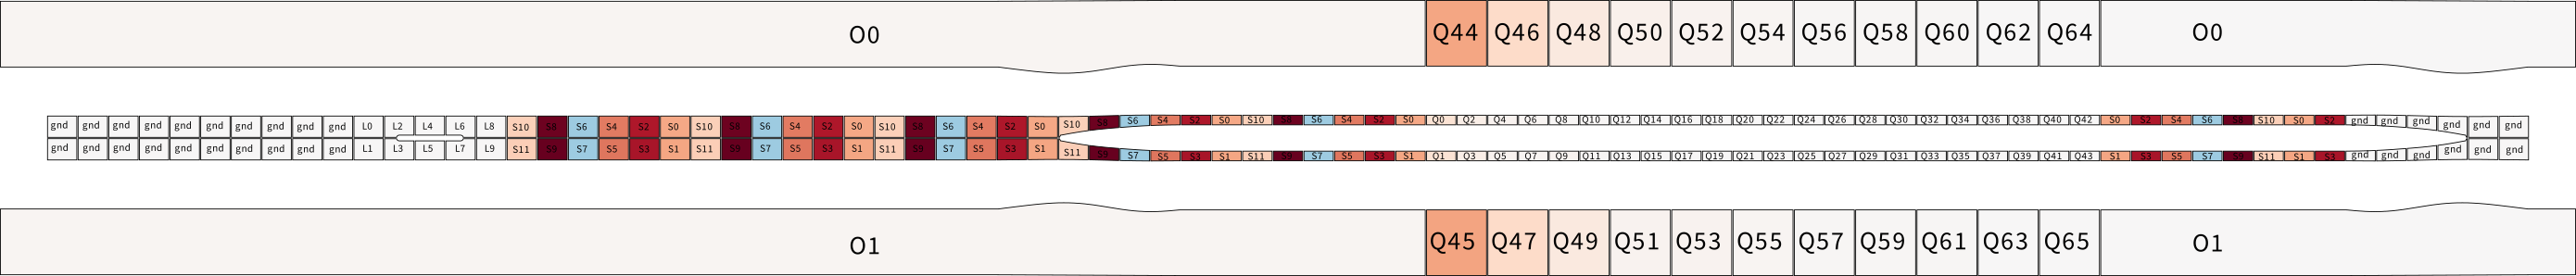 O0 Q44 Q46 Q48 Q50 Q52 Q54 Q56 Q58 Q60 Q62 Q64 O0
gnd gnd gnd gnd gnd gnd gnd gnd gnd gnd L0 L2 L4 L6 L8 S10 S8 S6 S4 S2 S0 S10 S8 S6 S4 S2 S0 S10 S8 S6 S4 S2 S0 S10 S8 S6 S4 S2 S0 S10 S8 S6 S4 S2 S0 Q0 Q2 Q4 Q6 Q8 Q10 Q12 Q14 Q16 Q18 Q20 Q22 Q24 Q26 Q28 Q30 Q32 Q34 Q36 Q38 Q40 Q42 S0 S2 S4 S6 S8 S10 S0 S2 gnd gnd gnd gnd gnd gnd
gnd gnd gnd gnd gnd gnd gnd gnd gnd gnd L1 L3 L5 L7 L9 S11 S9 S7 S5 S3 S1 S11 S9 S7 S5 S3 S1 S11 S9 S7 S5 S3 S1 S11 S9 S7 S5 S3 S1 S11 S9 S7 S5 S3 S1 Q1 Q3 Q5 Q7 Q9 Q11 Q13 Q15 Q17 Q19 Q21 Q23 Q25 Q27 Q29 Q31 Q33 Q35 Q37 Q39 Q41 Q43 S1 S3 S5 S7 S9 S11 S1 S3 gnd gnd gnd gnd gnd gnd
O1 Q45 Q47 Q49 Q51 Q53 Q55 Q57 Q59 Q61 Q63 Q65 O1